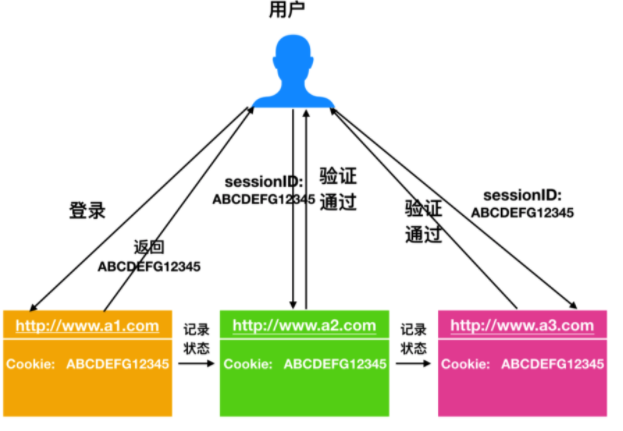 用户
sessionID:
ABCDEFG12345
验证
通过
sessionID:
ABCDEFG12345
登录
验证
通过
返回
ABCDEFG12345
http://www.a1.com
记录
状态
http://www.a2.com
记录
状态
http://www.a3.com
Cookie: ABCDEFG12345
Cookie: ABCDEFG12345
Cookie: ABCDEFG12345